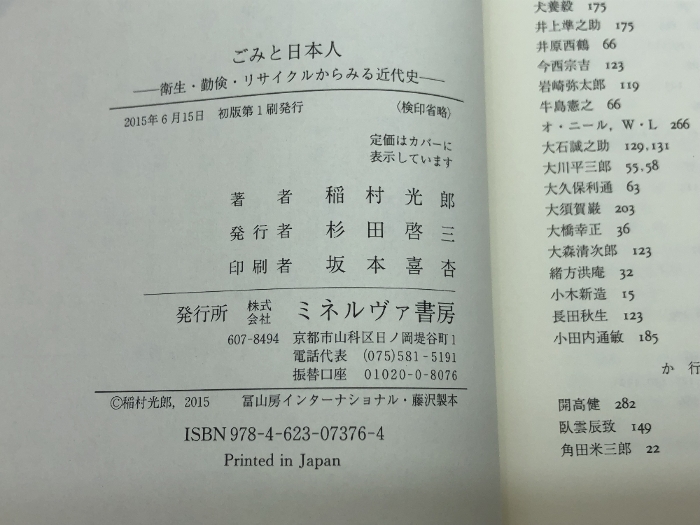 ごみと日本人
―衛生・勤倹・リサイクルからみる近代史―
2015年6月15日 初版第1刷発行 〈検印省略〉
定価はカバーに
表示しています
著者 稲村光郎
発行者 杉田啓三
印刷者 坂本喜杏
発行所 株式会社 ミネルヴァ書房
607-8494 京都市山科区日ノ岡堤谷町1
電話代表 (075)581-5191
振替口座 01020-0-8076
©稲村光郎, 2015 冨山房インターナショナル・藤沢製本
ISBN 978-4-623-07376-4
Printed in Japan
犬養毅 175
井上準之助 175
井原西鶴 66
今西宗吉 123
岩崎弥太郎 119
牛島憲之 66
オ・ニール, W・L 266
大石誠之助 129, 131
大川平三郎 55, 58
大久保利通 63
大須賀巌 203
大橋幸正 36
大森清次郎 123
緒方洪庵 32
小木新造 15
長田秋生 123
小田内通敏 185
か行
開高健 282
臥雲辰致 149
角田米三郎 22